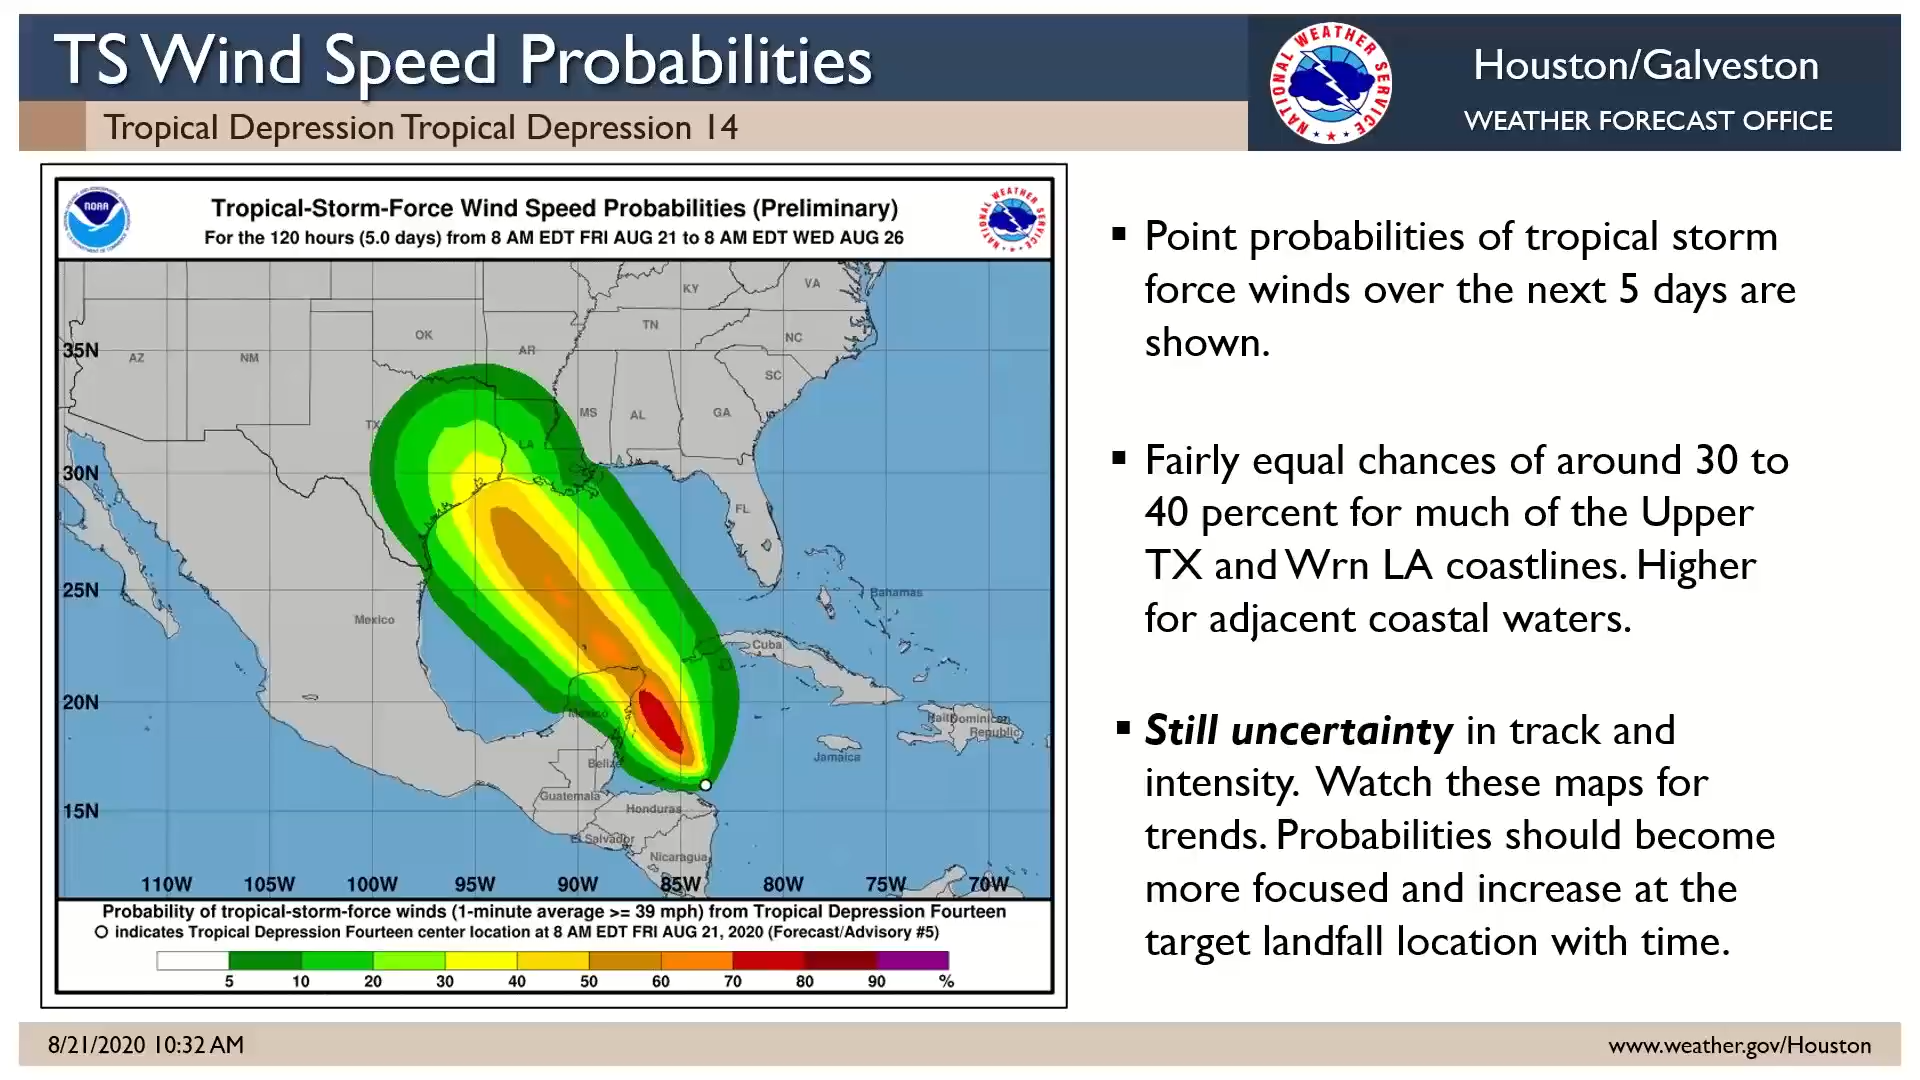 TS Wind Speed Probabilities
Tropical Depression Tropical Depression 14
NATIONAL WEATHER SERVICE
Houston/Galveston
WEATHER FORECAST OFFICE
NOAA
Tropical-Storm-Force Wind Speed Probabilities (Preliminary)
For the 120 hours (5.0 days) from 8 AM EDT FRI AUG 21 to 8 AM EDT WED AUG 26
NATIONAL WEATHER SERVICE
KY
VA
TN
OK
NC
35N
AZ
NM
AR
SC
MS
AL
GA
TX
LA
30N
FL
25N
Bahamas
Mexico
Cuba
20N
Mexico
Haiti
Dominican
Republic
Jamaica
Belize
Guatemala
Honduras
15N
El Salvador
Nicaragua
110W 105W 100W 95W 90W 85W 80W 75W 70W
Probability of tropical-storm-force winds (1-minute average >= 39 mph) from Tropical Depression Fourteen
indicates Tropical Depression Fourteen center location at 8 AM EDT FRI AUG 21, 2020 (Forecast/Advisory #5)
5 10 20 30 40 50 60 70 80 90 %
▪ Point probabilities of tropical storm
force winds over the next 5 days are
shown.
▪ Fairly equal chances of around 30 to
40 percent for much of the Upper
TX and Wrn LA coastlines. Higher
for adjacent coastal waters.
▪ Still uncertainty in track and
intensity. Watch these maps for
trends. Probabilities should become
more focused and increase at the
target landfall location with time.
8/21/2020 10:32 AM
www.weather.gov/Houston